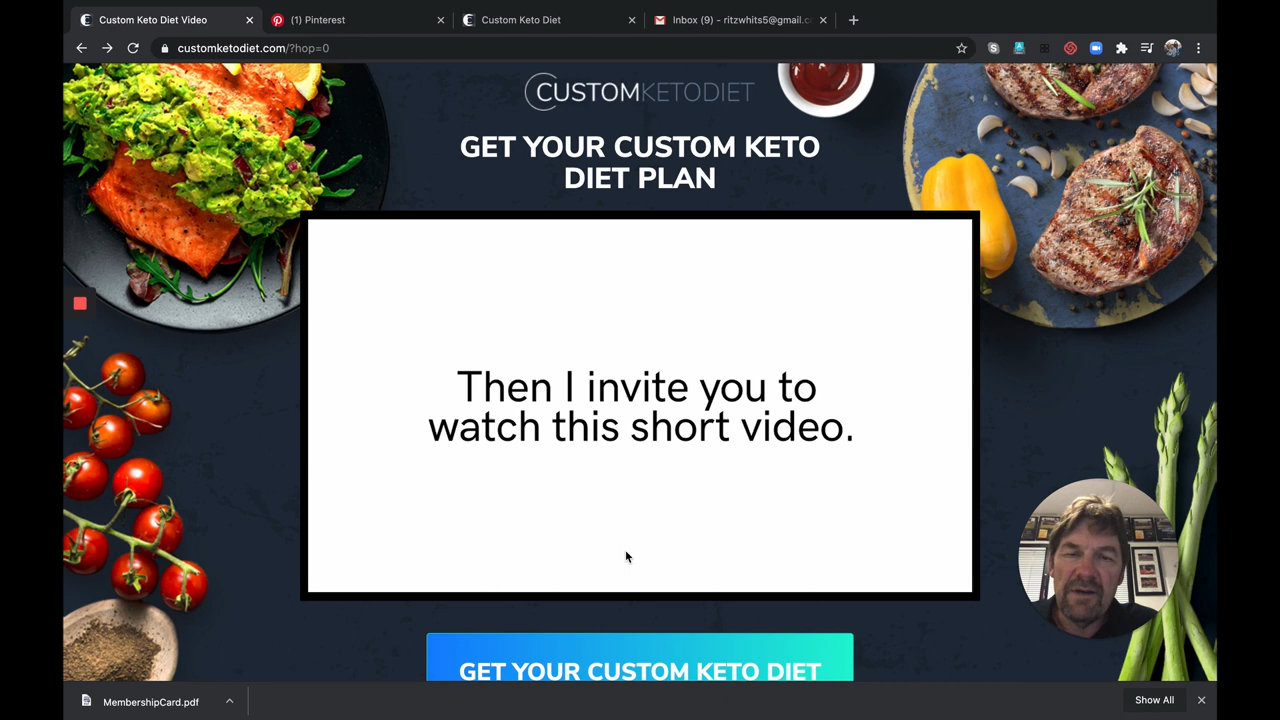 Custom Keto Diet Video
(1) Pinterest
Custom Keto Diet
Inbox (9) - ritzwhits5@gmail.c
customketodiet.com/?hop=0
CUSTOMKETODIET
GET YOUR CUSTOM KETO
DIET PLAN
Then I invite you to
watch this short video.
GET YOUR CUSTOM KETO DIET
MembershipCard.pdf
Show All